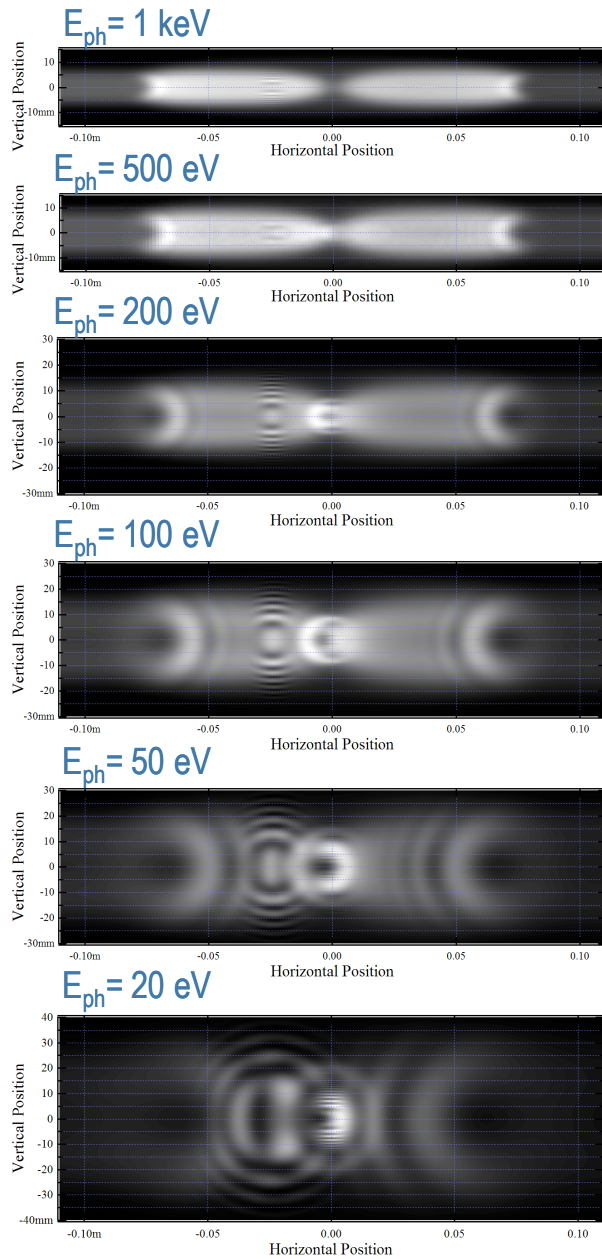 E_ph= 1 keV
Vertical Position
10
0
-10mm
-0.10m -0.05 0.00 0.05 0.10
Horizontal Position
E_ph= 500 eV
Vertical Position
10
0
-10mm
-0.10m -0.05 0.00 0.05 0.10
Horizontal Position
E_ph= 200 eV
Vertical Position
30
20
10
0
-10
-20
-30mm
-0.10m -0.05 0.00 0.05 0.10
Horizontal Position
E_ph= 100 eV
Vertical Position
30
20
10
0
-10
-20
-30mm
-0.10m -0.05 0.00 0.05 0.10
Horizontal Position
E_ph= 50 eV
Vertical Position
30
20
10
0
-10
-20
-30mm
-0.10m -0.05 0.00 0.05 0.10
Horizontal Position
E_ph= 20 eV
Vertical Position
40
30
20
10
0
-10
-20
-30
-40mm
-0.10m -0.05 0.00 0.05 0.10
Horizontal Position